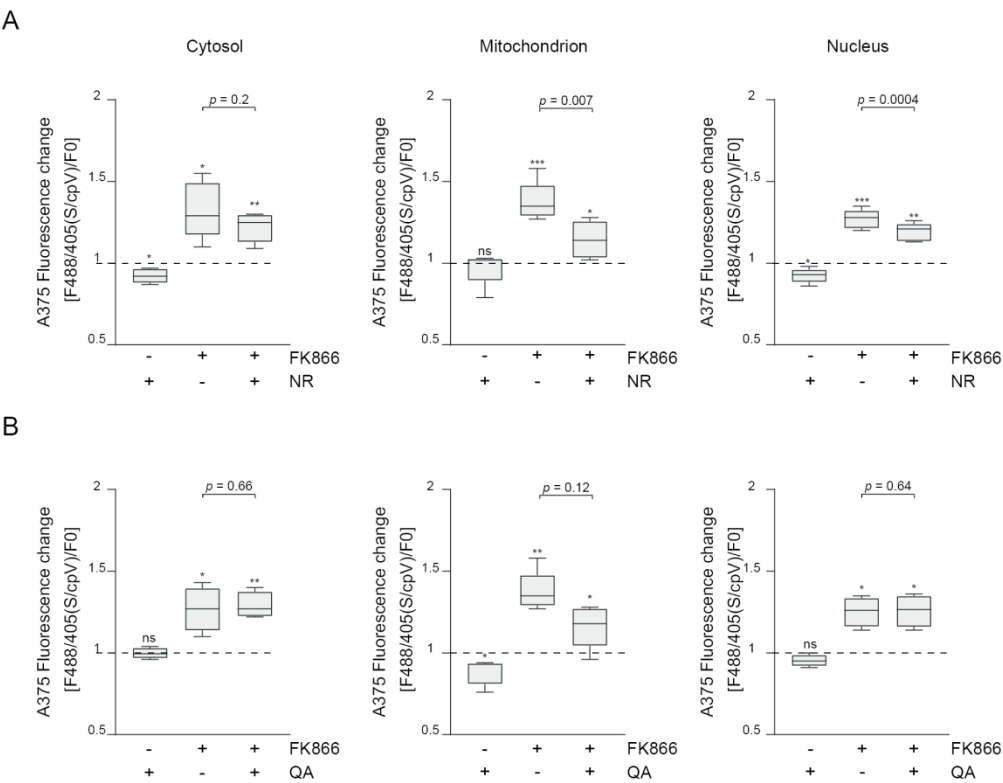 A
Cytosol
Mitochondrion
Nucleus
A375 Fluorescence change
[F488/405(S/cpV)/F0]
2
1.5
1
0.5
p = 0.2
*
*
**
- + + FK866
+ - + NR
A375 Fluorescence change
[F488/405(S/cpV)/F0]
2
1.5
1
0.5
p = 0.007
ns
***
*
- + + FK866
+ - + NR
A375 Fluorescence change
[F488/405(S/cpV)/F0]
2
1.5
1
0.5
p = 0.0004
*
***
**
- + + FK866
+ - + NR
B
A375 Fluorescence change
[F488/405(S/cpV)/F0]
2
1.5
1
0.5
p = 0.66
ns
*
**
- + + FK866
+ - + QA
A375 Fluorescence change
[F488/405(S/cpV)/F0]
2
1.5
1
0.5
p = 0.12
*
**
*
- + + FK866
+ - + QA
A375 Fluorescence change
[F488/405(S/cpV)/F0]
2
1.5
1
0.5
p = 0.64
ns
*
*
- + + FK866
+ - + QA